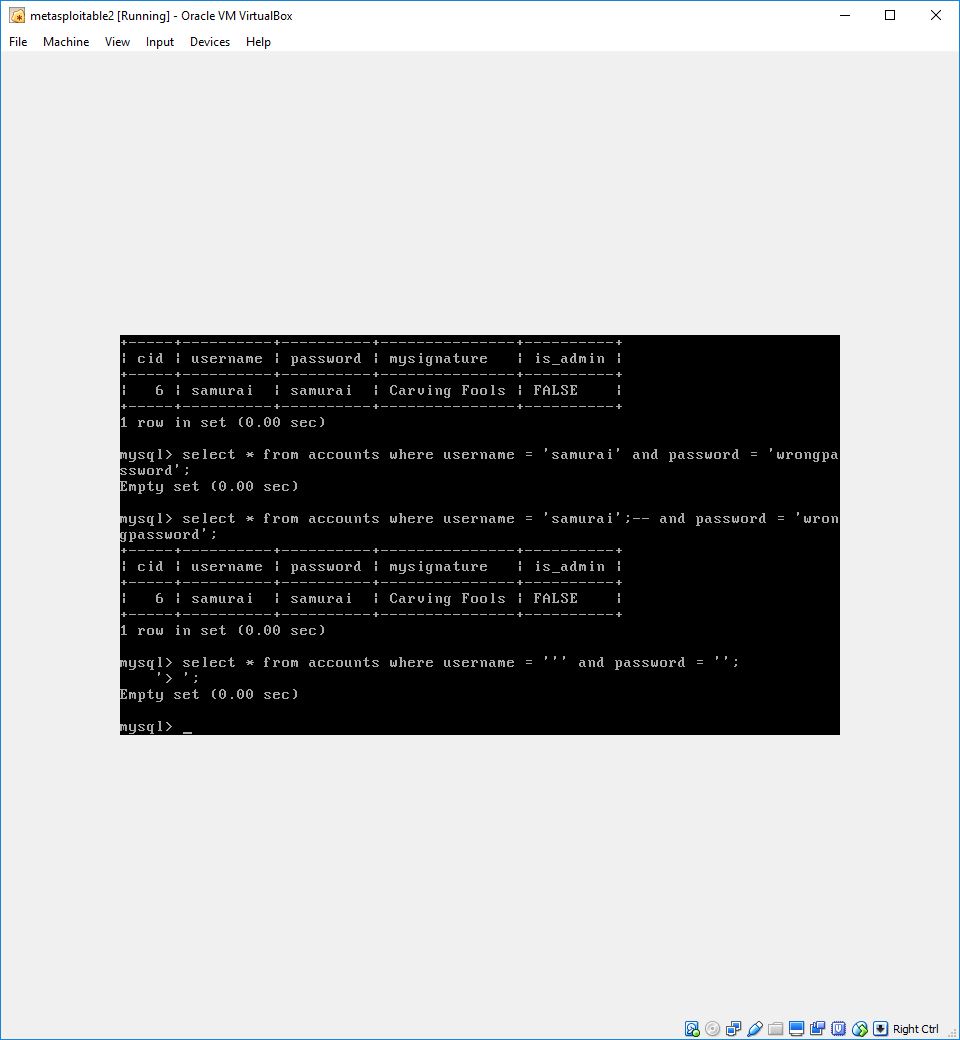 metasploitable2 [Running] - Oracle VM VirtualBox
File Machine View Input Devices Help
+-----+----------+----------+---------------+----------+
| cid | username | password | mysignature   | is_admin |
+-----+----------+----------+---------------+----------+
|   6 | samurai  | samurai  | Carving Fools | FALSE    |
+-----+----------+----------+---------------+----------+
1 row in set (0.00 sec)
mysql> select * from accounts where username = 'samurai' and password = 'wrongpa
ssword';
Empty set (0.00 sec)
mysql> select * from accounts where username = 'samurai';-- and password = 'wron
gpassword';
+-----+----------+----------+---------------+----------+
| cid | username | password | mysignature   | is_admin |
+-----+----------+----------+---------------+----------+
|   6 | samurai  | samurai  | Carving Fools | FALSE    |
+-----+----------+----------+---------------+----------+
1 row in set (0.00 sec)
mysql> select * from accounts where username = ''' and password = '';
    '> ';
Empty set (0.00 sec)
mysql> _
Right Ctrl